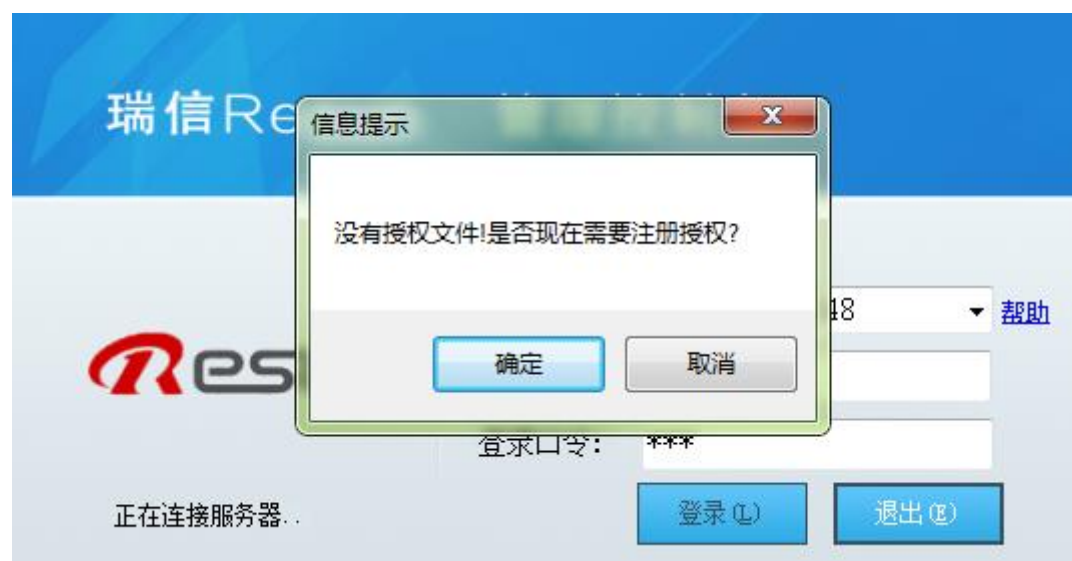 瑞信Re
信息提示
没有授权文件!是否现在需要注册授权?
48
帮助
确定
取消
Res
登录口令:
***
正在连接服务器..
登录(L)
退出(E)